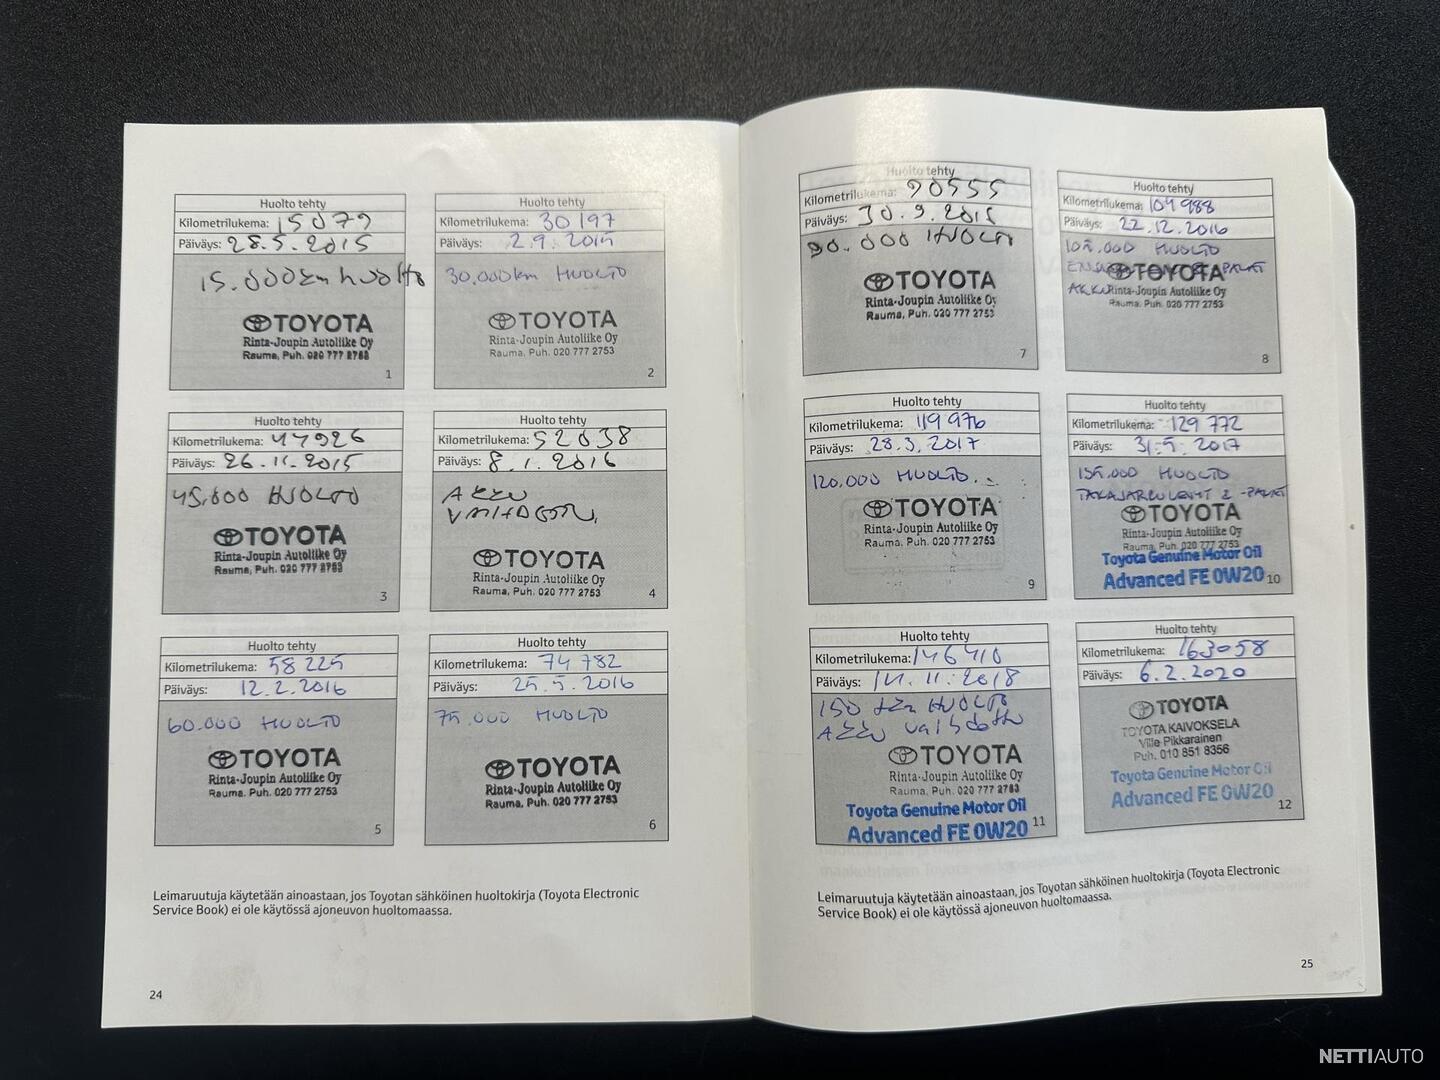 Huolto tehty
Kilometrilukema: 15079
Päiväys: 28.5.2015
15.000km huolto
TOYOTA
Rinta-Joupin Autoliike Oy
Rauma, Puh. 020 777 2753
1
Huolto tehty
Kilometrilukema: 30197
Päiväys: 2.9.2015
30.000km HUOLTO
TOYOTA
Rinta-Joupin Autoliike Oy
Rauma, Puh. 020 777 2753
2
Huolto tehty
Kilometrilukema: 44926
Päiväys: 26.11.2015
45.000 HUOLTO
TOYOTA
Rinta-Joupin Autoliike Oy
Rauma, Puh. 020 777 2753
3
Huolto tehty
Kilometrilukema: 52038
Päiväys: 8.1.2016
AKKU
TOYOTA
Rinta-Joupin Autoliike Oy
Rauma, Puh. 020 777 2753
4
Huolto tehty
Kilometrilukema: 58225
Päiväys: 12.2.2016
60.000 HUOLTO
TOYOTA
Rinta-Joupin Autoliike Oy
Rauma, Puh. 020 777 2753
5
Huolto tehty
Kilometrilukema: 74 782
Päiväys: 25.5.2016
75.000 HUOLTO
TOYOTA
Rinta-Joupin Autoliike Oy
Rauma, Puh. 020 777 2753
6
Leimaruutuja käytetään ainoastaan, jos Toyotan sähköinen huoltokirja (Toyota Electronic
Service Book) ei ole käytössä ajoneuvon huoltomaassa.
24
Huolto tehty
Kilometrilukema: 90555
Päiväys: 30.9.2016
90.000 HUOLTO
TOYOTA
Rinta-Joupin Autoliike Oy
Rauma, Puh. 020 777 2753
7
Huolto tehty
Kilometrilukema: 104988
Päiväys: 22.12.2016
105.000 HUOLTO
TOYOTA PALAT
AKKU Rinta-Joupin Autoliike Oy
Rauma, Puh. 020 777 2753
8
Huolto tehty
Kilometrilukema: 119976
Päiväys: 28.3.2017
120.000 HUOLTO
TOYOTA
Rinta-Joupin Autoliike Oy
Rauma, Puh. 020 777 2753
9
Huolto tehty
Kilometrilukema: 129 772
Päiväys: 31.5.2017
135.000 HUOLTO
TAKAJARRULEVYT & -PALAT
TOYOTA
Rinta-Joupin Autoliike Oy
Rauma, Puh. 020 777 2753
Toyota Genuine Motor Oil
Advanced FE 0W20
10
Huolto tehty
Kilometrilukema: 146410
Päiväys: 14.11.2018
150 tkm HUOLTO
AKKU vaihdettu
TOYOTA
Rinta-Joupin Autoliike Oy
Rauma, Puh. 020 777 2753
Toyota Genuine Motor Oil
Advanced FE 0W20
11
Huolto tehty
Kilometrilukema: 163058
Päiväys: 6.2.2020
TOYOTA
TOYOTA KAIVOKSELA
Ville Pikkarainen
Puh. 010 851 8356
Toyota Genuine Motor Oil
Advanced FE 0W20
12
Leimaruutuja käytetään ainoastaan, jos Toyotan sähköinen huoltokirja (Toyota Electronic
Service Book) ei ole käytössä ajoneuvon huoltomaassa.
25
NETTIAUTO